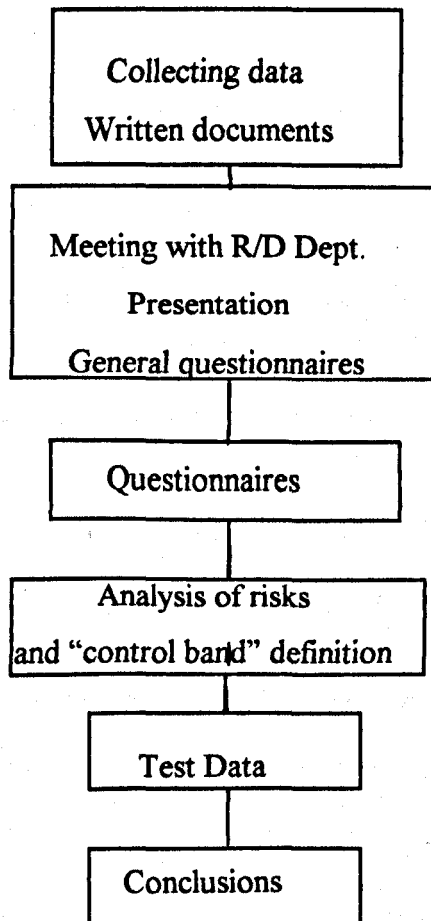 Collecting data
Written documents
Meeting with R/D Dept.
Presentation
General questionnaires
Questionnaires
Analysis of risks
and “control band” definition
Test Data
Conclusions